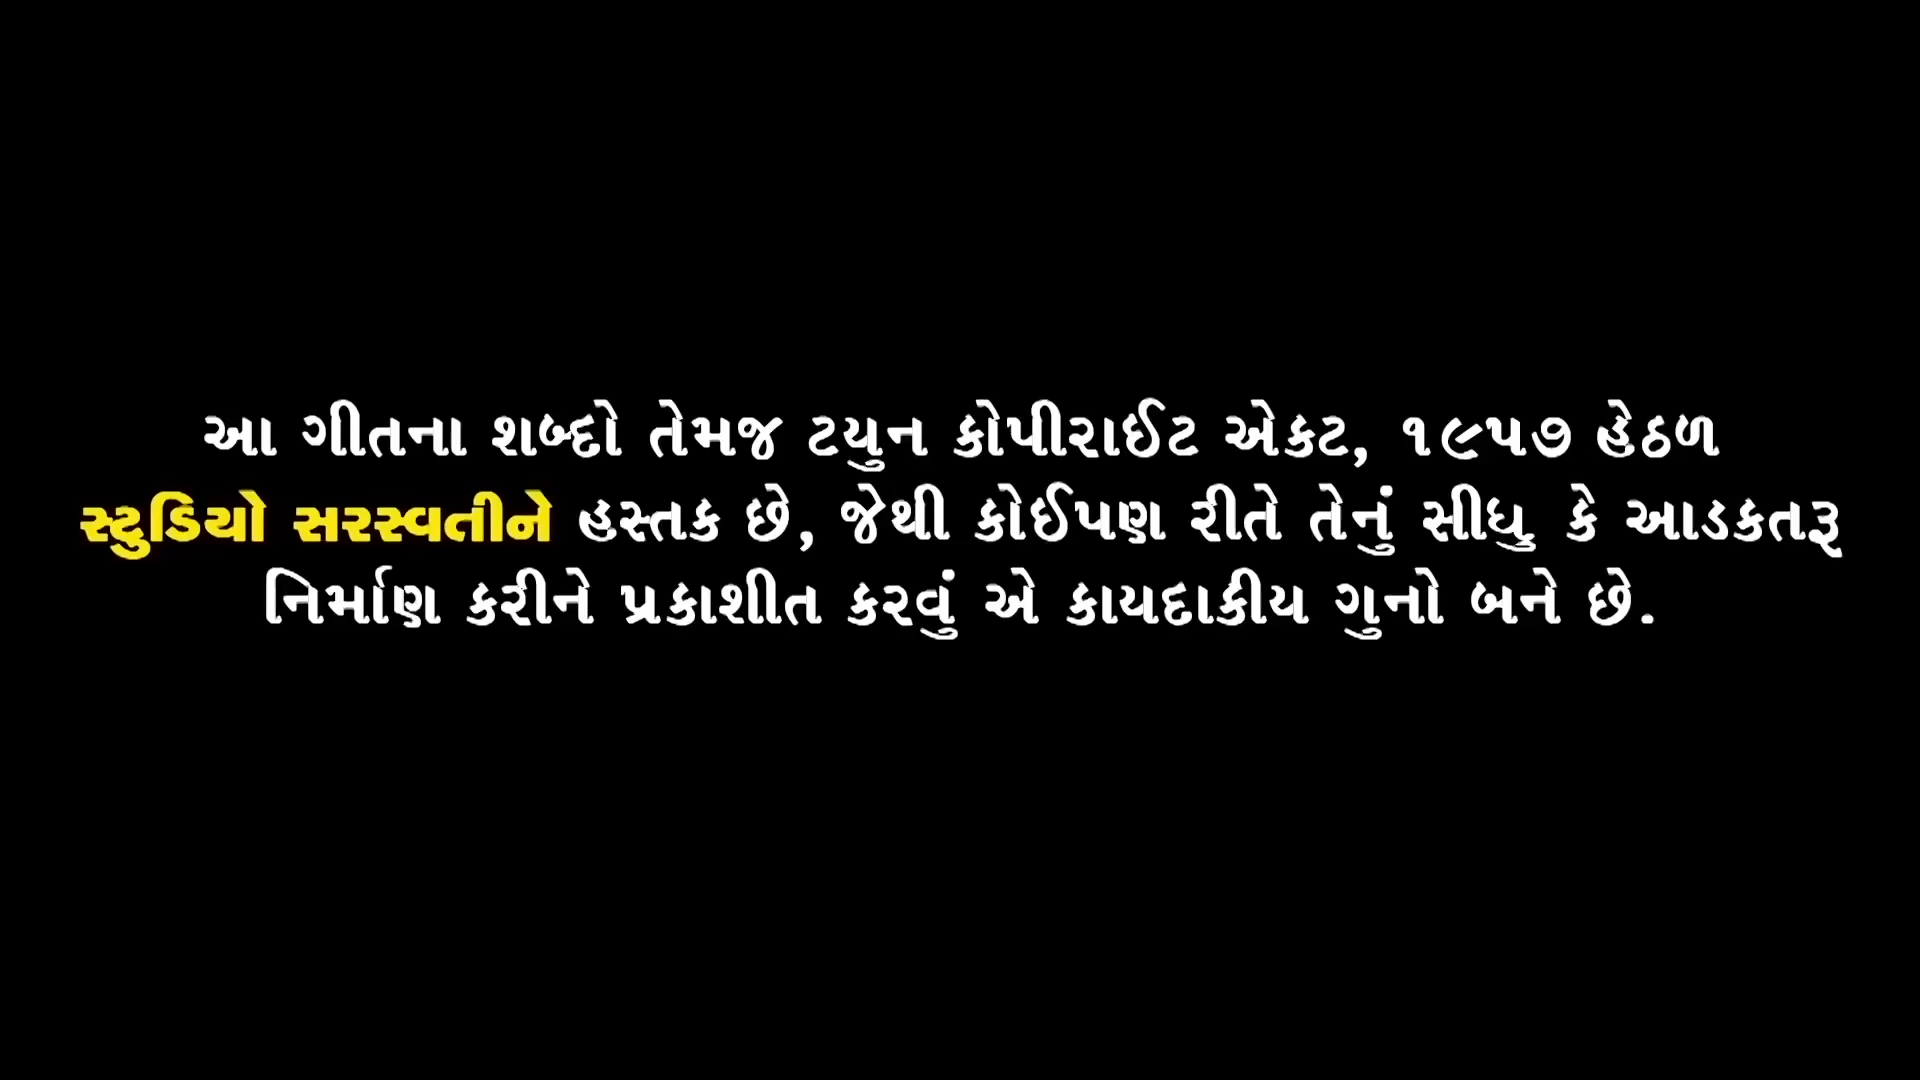 આ ગીતના શબ્દો તેમજ ટયુન કોપીરાઈટ એકટ, ૧૯૫૭ હેઠળ
સ્ટુડિયો સરસ્વતીને હસ્તક છે, જેથી કોઈપણ રીતે તેનું સીધુ કે આડકતરૂ
નિર્માણ કરીને પ્રકાશીત કરવું એ કાયદાકીય ગુનો બને છે.